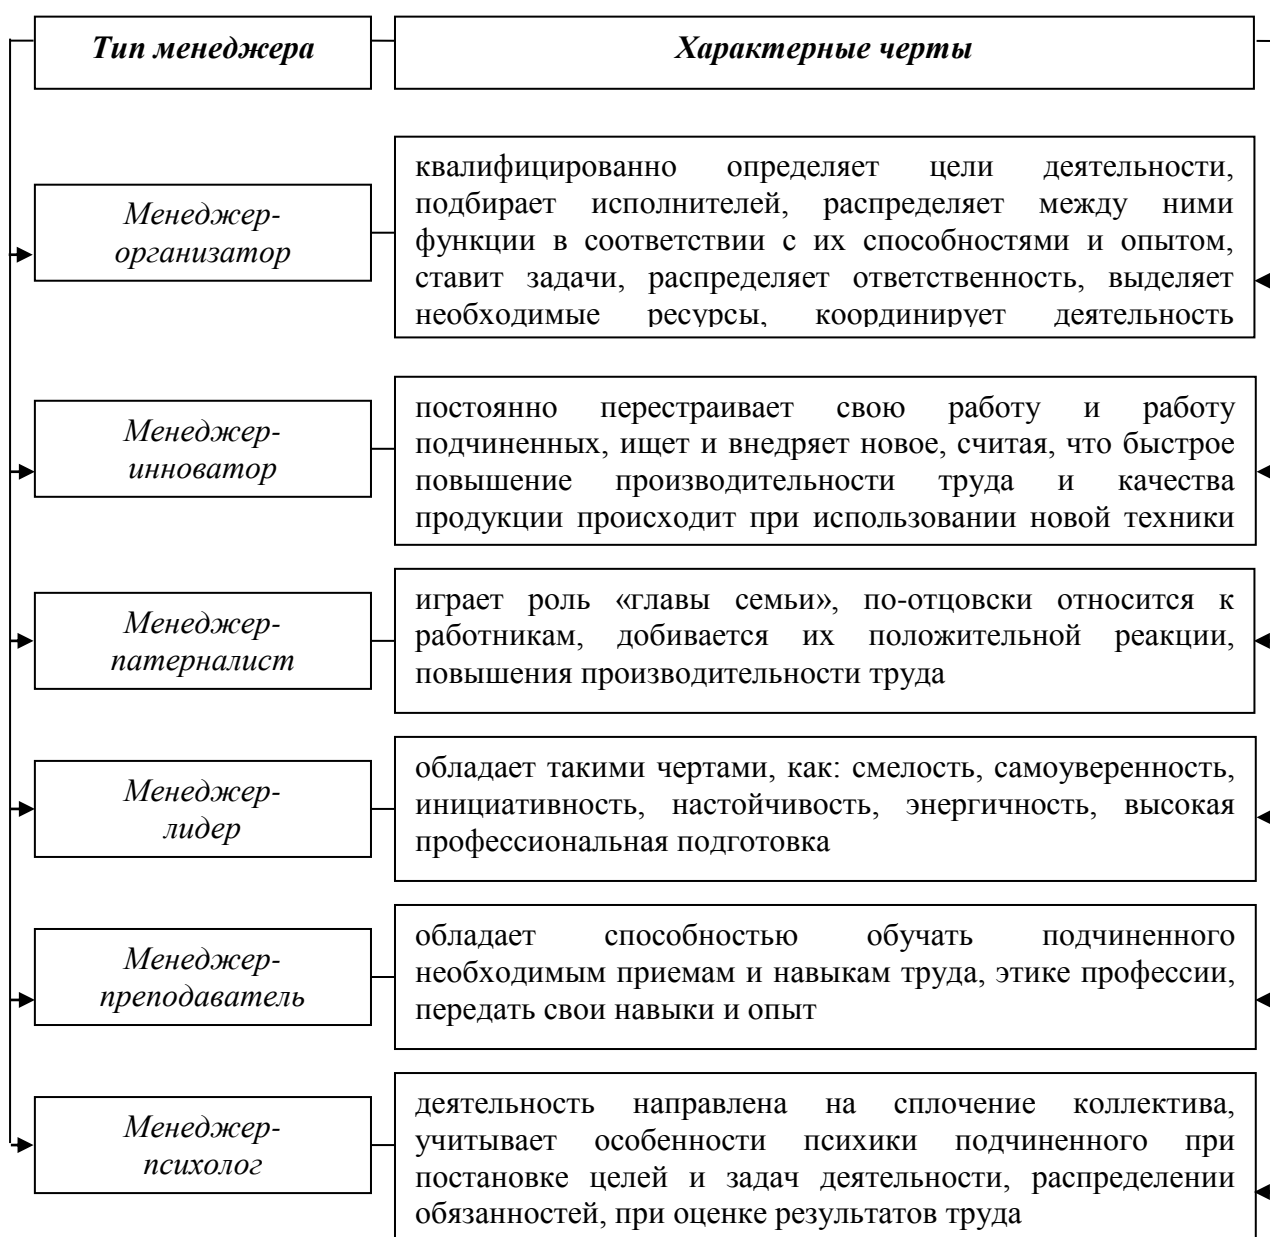 Тип менеджера
Характерные черты
Менеджер-
организатор
квалифицированно определяет цели деятельности,
подбирает исполнителей, распределяет между ними
функции в соответствии с их способностями и опытом,
ставит задачи, распределяет ответственность, выделяет
необходимые ресурсы, координирует деятельность
Менеджер-
инноватор
постоянно перестраивает свою работу и работу
подчиненных, ищет и внедряет новое, считая, что быстрое
повышение производительности труда и качества
продукции происходит при использовании новой техники
Менеджер-
патерналист
играет роль «главы семьи», по-отцовски относится к
работникам, добивается их положительной реакции,
повышения производительности труда
Менеджер-
лидер
обладает такими чертами, как: смелость, самоуверенность,
инициативность, настойчивость, энергичность, высокая
профессиональная подготовка
Менеджер-
преподаватель
обладает способностью обучать подчиненного
необходимым приемам и навыкам труда, этике профессии,
передать свои навыки и опыт
Менеджер-
психолог
деятельность направлена на сплочение коллектива,
учитывает особенности психики подчиненного при
постановке целей и задач деятельности, распределении
обязанностей, при оценке результатов труда